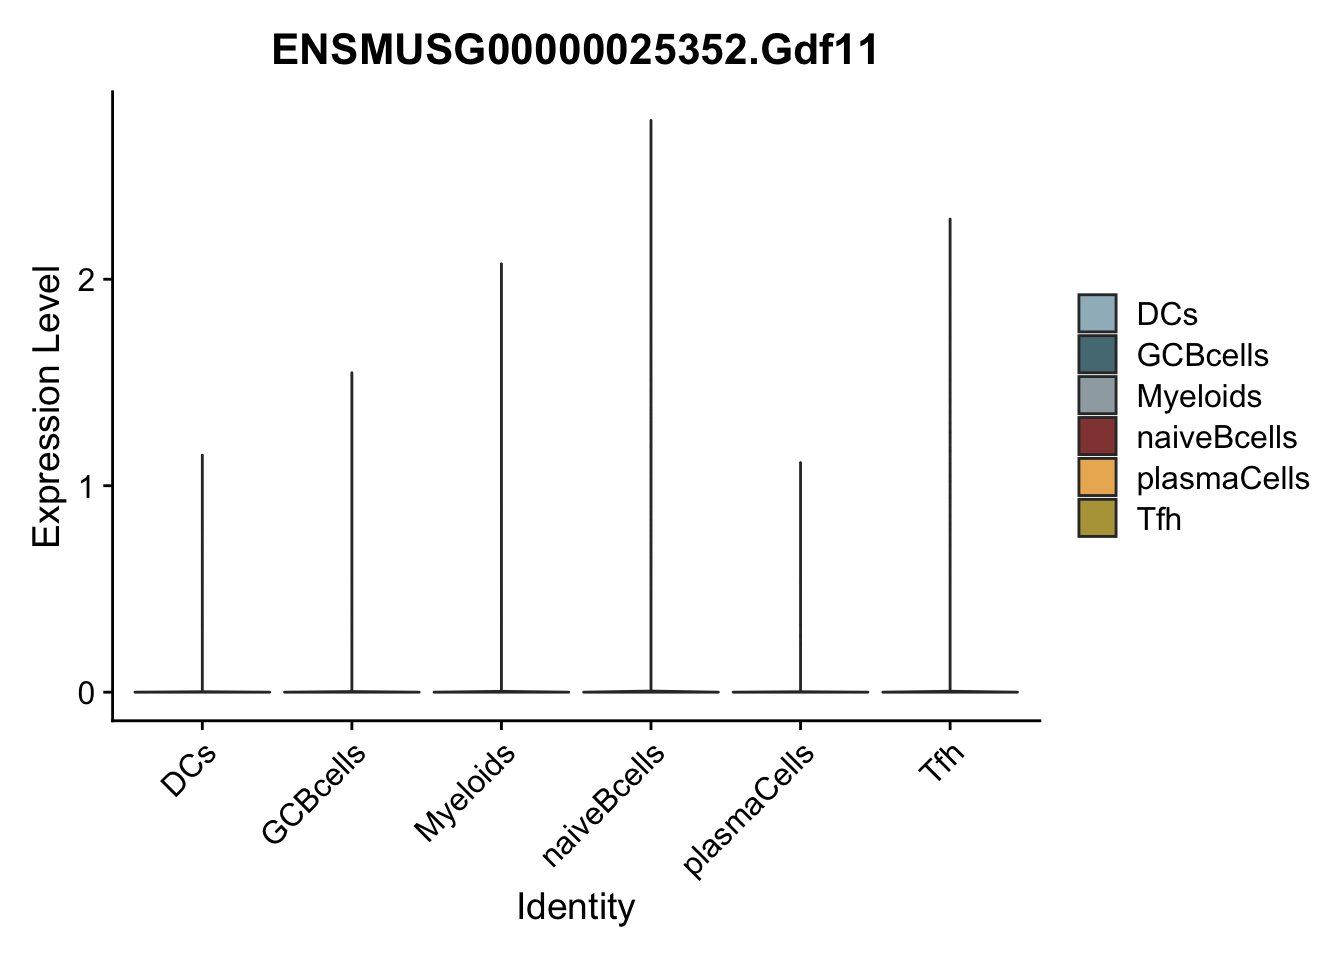 ENSMUSG00000025352.Gdf11
Expression Level
2
1
0
DCs
GCBcells
Myeloids
naiveBcells
plasmaCells
Tfh
Identity
DCs
GCBcells
Myeloids
naiveBcells
plasmaCells
Tfh